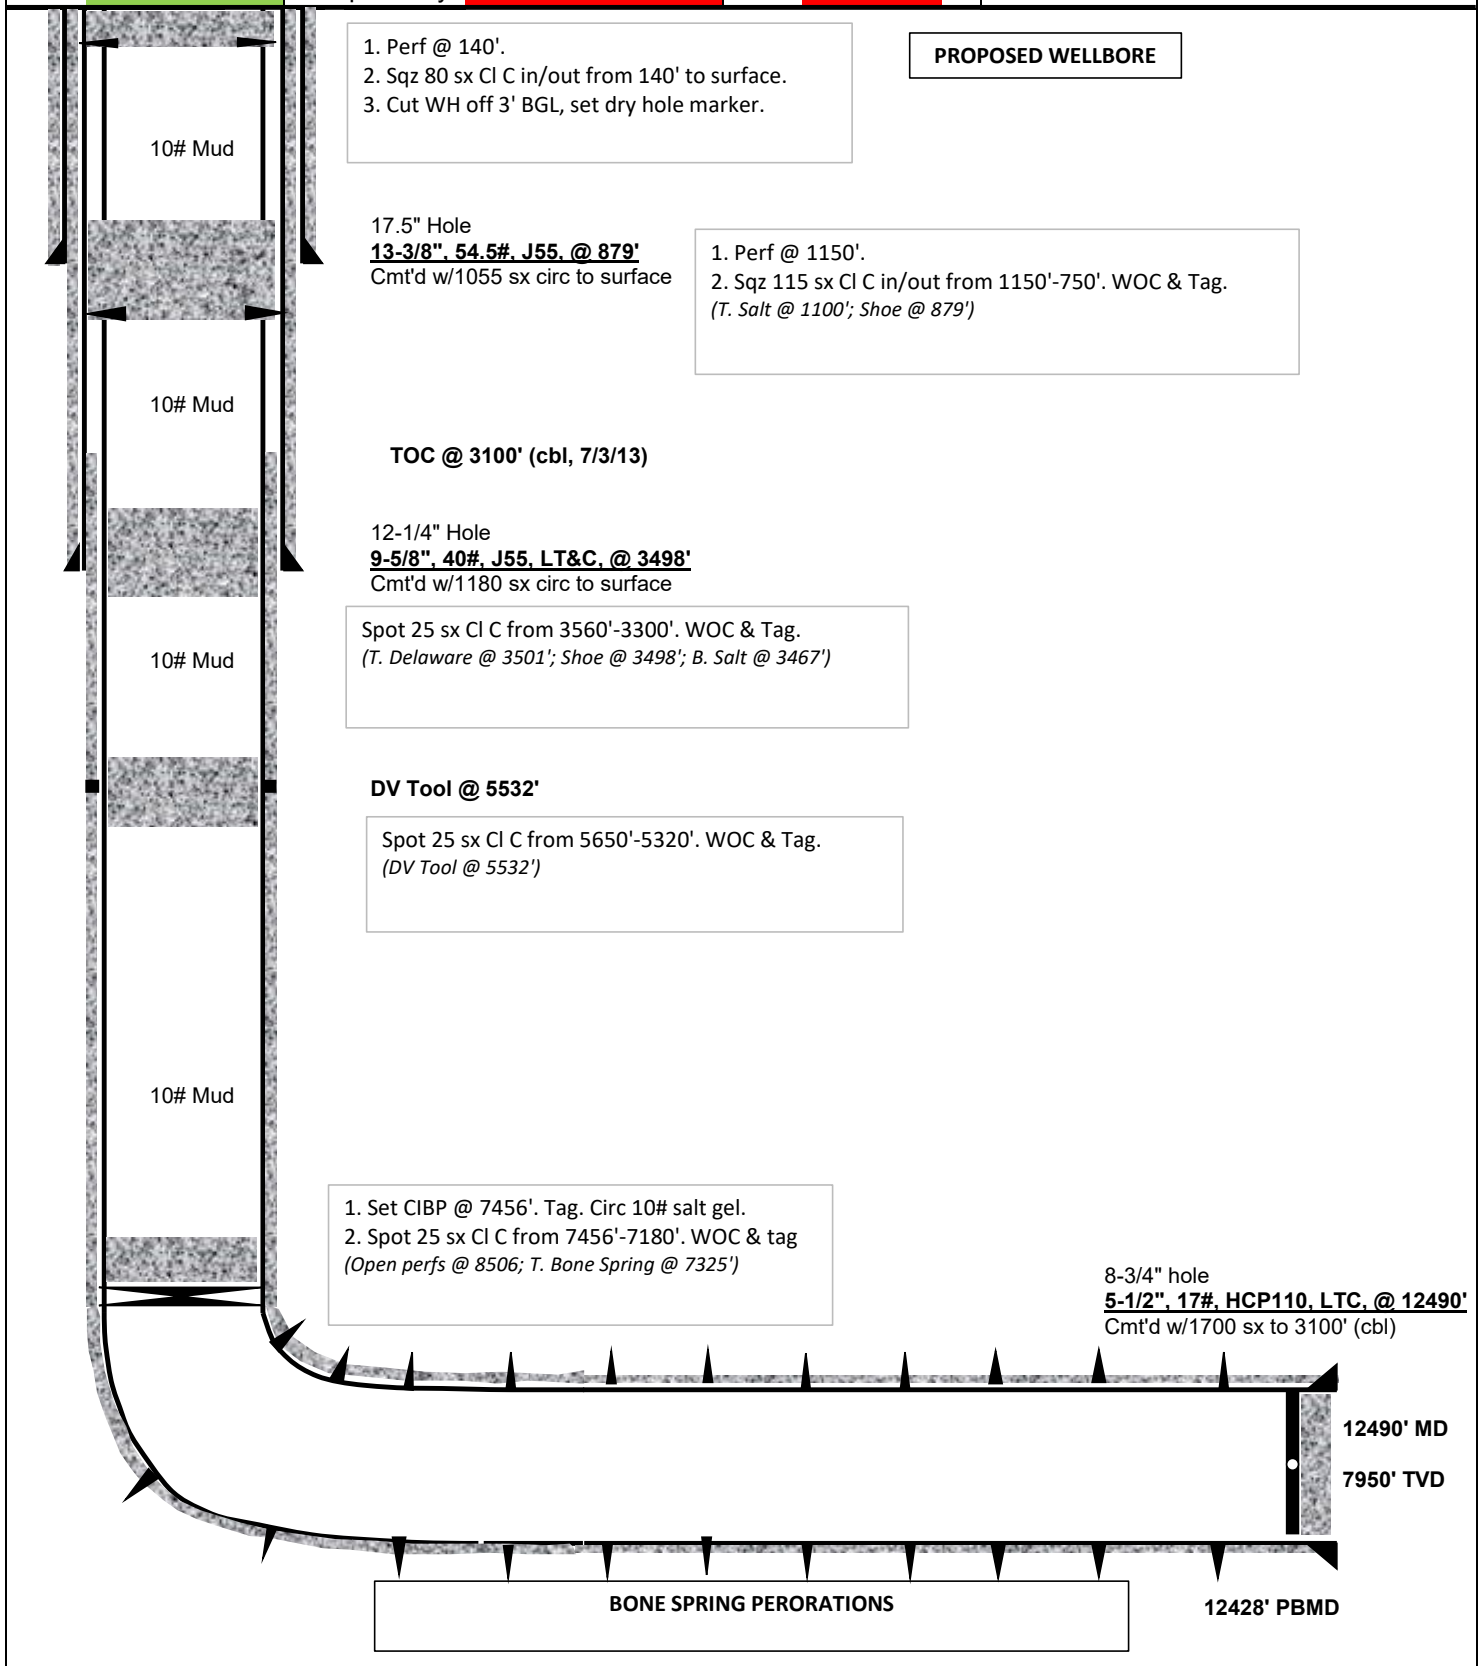 1. Perf @ 140'.
2. Sqz 80 sx Cl C in/out from 140' to surface.
3. Cut WH off 3' BGL, set dry hole marker.
PROPOSED WELLBORE
10# Mud
17.5" Hole
13-3/8", 54.5#, J55, @ 879'
Cmt'd w/1055 sx circ to surface
1. Perf @ 1150'.
2. Sqz 115 sx Cl C in/out from 1150'-750'. WOC & Tag.
(T. Salt @ 1100'; Shoe @ 879')
10# Mud
TOC @ 3100' (cbl, 7/3/13)
12-1/4" Hole
9-5/8", 40#, J55, LT&C, @ 3498'
Cmt'd w/1180 sx circ to surface
Spot 25 sx Cl C from 3560'-3300'. WOC & Tag.
(T. Delaware @ 3501'; Shoe @ 3498'; B. Salt @ 3467')
10# Mud
DV Tool @ 5532'
Spot 25 sx Cl C from 5650'-5320'. WOC & Tag.
(DV Tool @ 5532')
10# Mud
1. Set CIBP @ 7456'. Tag. Circ 10# salt gel.
2. Spot 25 sx Cl C from 7456'-7180'. WOC & tag
(Open perfs @ 8506; T. Bone Spring @ 7325')
8-3/4" hole
5-1/2", 17#, HCP110, LTC, @ 12490'
Cmt'd w/1700 sx to 3100' (cbl)
12490' MD
7950' TVD
BONE SPRING PERORATIONS
12428' PBMD